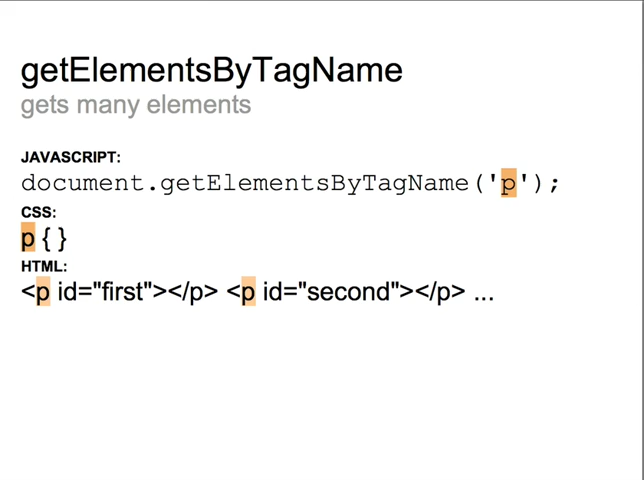 getElementsByTagName
gets many elements
JAVASCRIPT:
document.getElementsByTagName('p');
CSS:
p { }
HTML:
<p id="first"></p> <p id="second"></p> ...